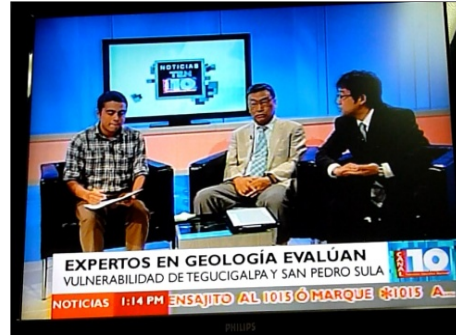 NOTICIAS
TEN
10
EXPERTOS EN GEOLOGÍA EVALÚAN
VULNERABILIDAD DE TEGUCIGALPA Y SAN PEDRO SULA
CANAL 10
NOTICIAS 1:14 PM ENSAJITO AL 1015 Ó MARQUE ✱1015 A...
PHILIPS